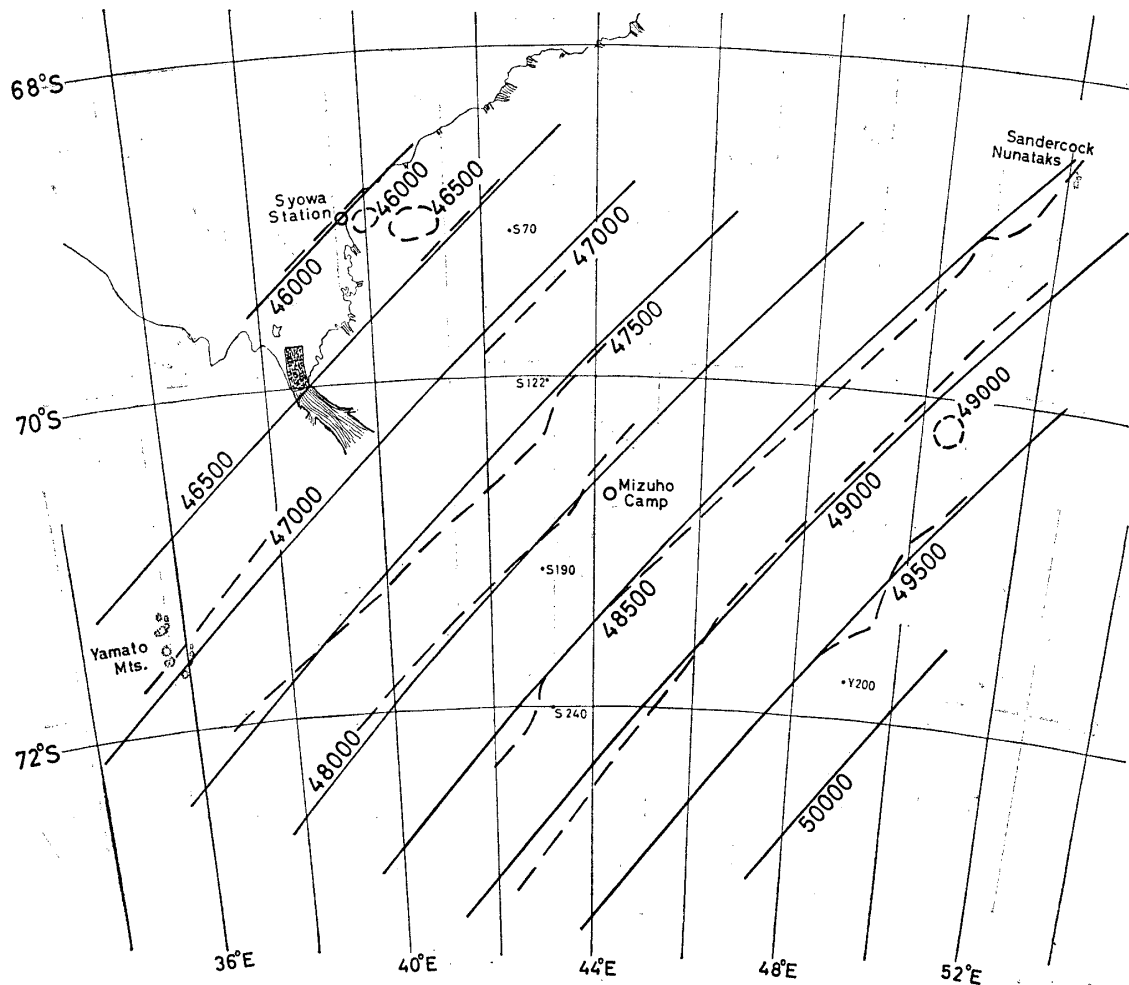 68°S
Sandercock
Nunataks
Syowa
Station
46000
46500
S70
46000
47000
47500
S122
70°S
49000
46500
Mizuho
Camp
47000
49000
S190
49500
48500
Yamato
Mts.
Y200
S240
72°S
48000
50000
36°E
40°E
44°E
48°E
52°E